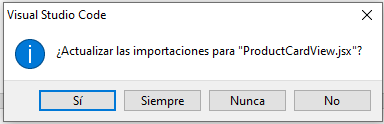 Visual Studio Code
¿Actualizar las importaciones para "ProductCardView.jsx"?
Sí Siempre Nunca No